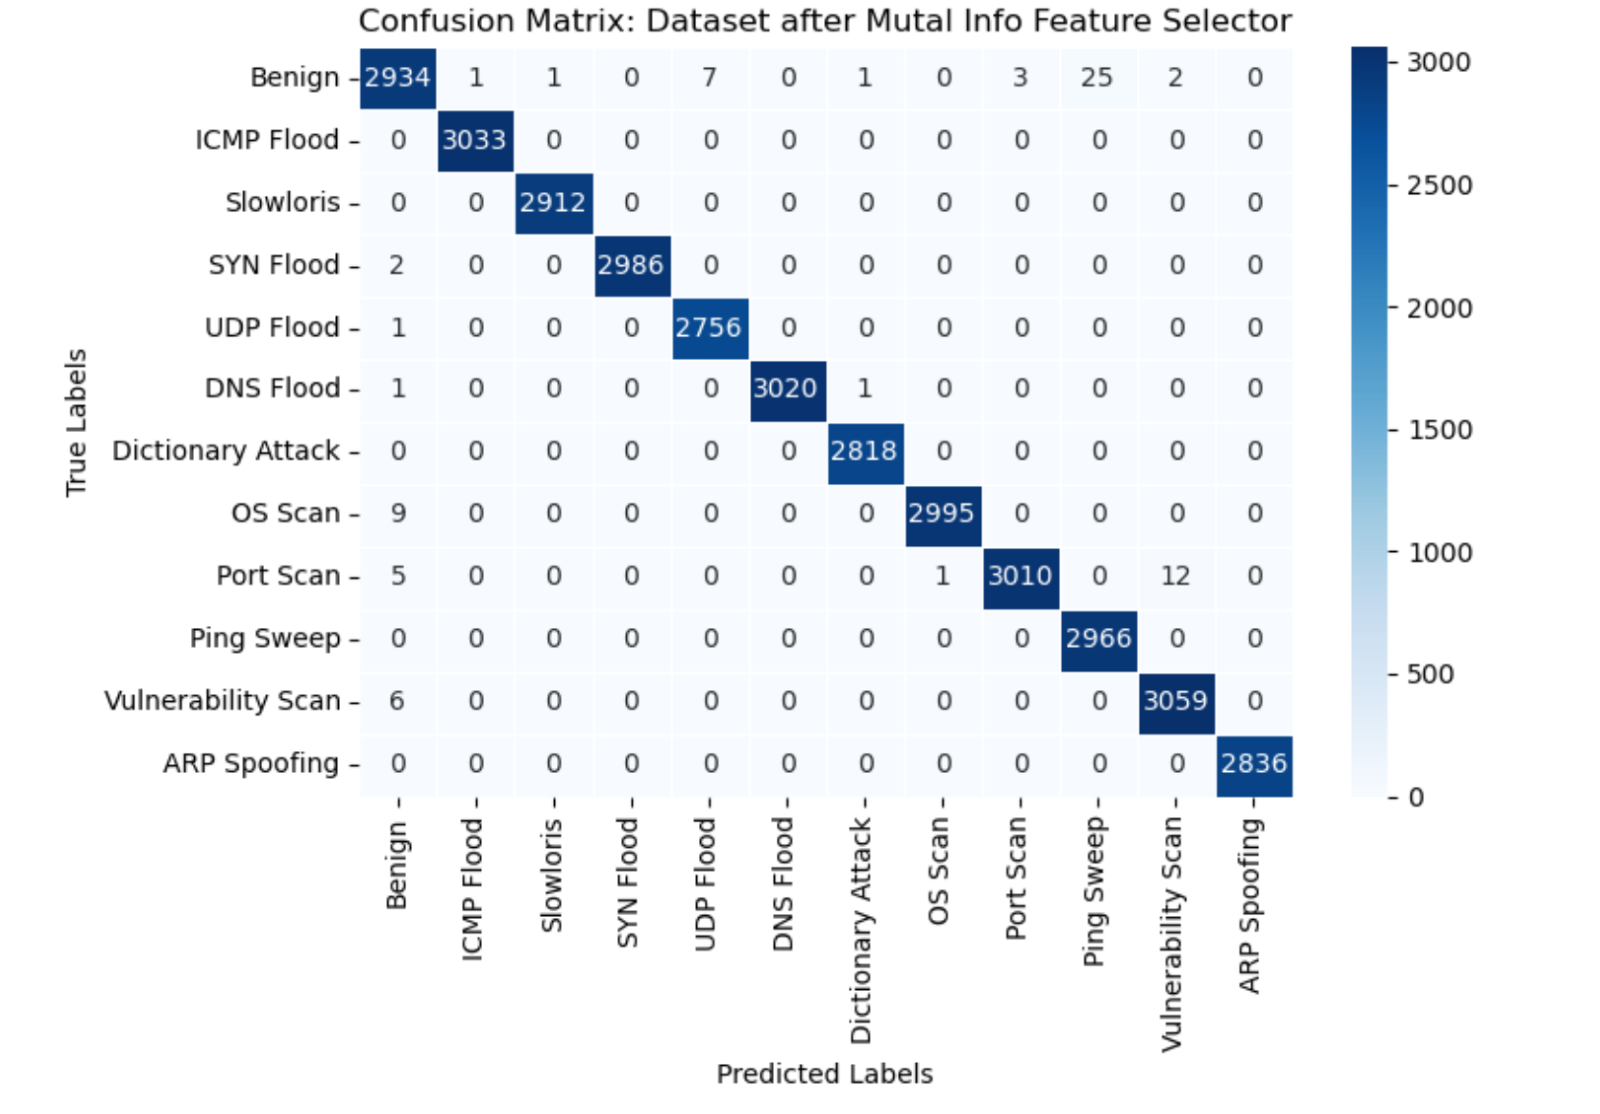 Confusion Matrix: Dataset after Mutal Info Feature Selector
Benign 2934 1 1 0 7 0 1 0 3 25 2 0
ICMP Flood 0 3033 0 0 0 0 0 0 0 0 0 0
Slowloris 0 0 2912 0 0 0 0 0 0 0 0 0
SYN Flood 2 0 0 2986 0 0 0 0 0 0 0 0
UDP Flood 1 0 0 0 2756 0 0 0 0 0 0 0
DNS Flood 1 0 0 0 0 3020 1 0 0 0 0 0
Dictionary Attack 0 0 0 0 0 0 2818 0 0 0 0 0
OS Scan 9 0 0 0 0 0 0 2995 0 0 0 0
Port Scan 5 0 0 0 0 0 0 1 3010 0 12 0
Ping Sweep 0 0 0 0 0 0 0 0 0 2966 0 0
Vulnerability Scan 6 0 0 0 0 0 0 0 0 0 3059 0
ARP Spoofing 0 0 0 0 0 0 0 0 0 0 0 2836
True Labels
Benign
ICMP Flood
Slowloris
SYN Flood
UDP Flood
DNS Flood
Dictionary Attack
OS Scan
Port Scan
Ping Sweep
Vulnerability Scan
ARP Spoofing
Predicted Labels
3000
2500
2000
1500
1000
500
0